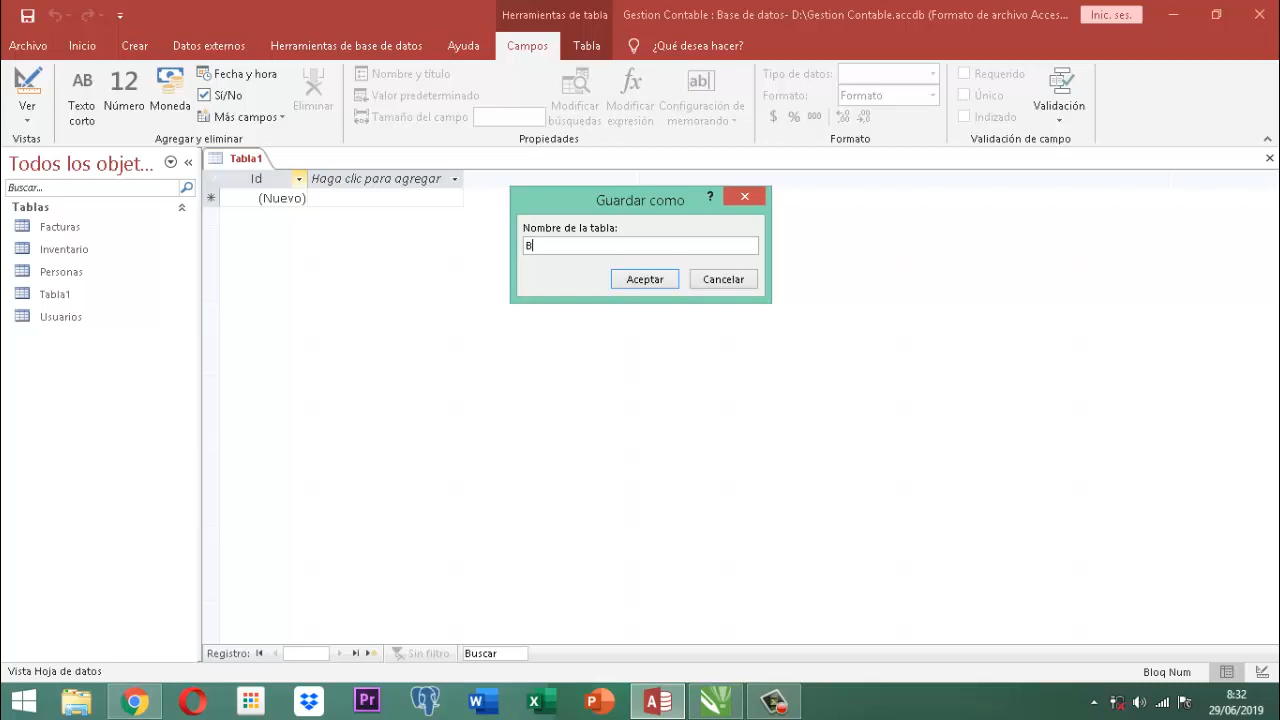 Herramientas de tabla
Gestion Contable : Base de datos- D:\Gestion Contable.accdb (Formato de archivo Acces...
Inic. ses.
Archivo Inicio Crear Datos externos Herramientas de base de datos Ayuda Campos Tabla ¿Qué desea hacer?
Ver
Vistas
AB
Texto
corto
12
Número
Moneda
Fecha y hora
Sí/No
Más campos
Eliminar
Agregar y eliminar
Nombre y título
Valor predeterminado
Tamaño del campo
Modificar
búsquedas
fx
Modificar
expresión
ab
Configuración de
memorando
Propiedades
Tipo de datos:
Formato: Formato
$ % 000
Formato
Requerido
Único
Indizado
Validación
Validación de campo
Todos los objet...
Buscar...
Tablas
Facturas
Inventario
Personas
Tabla1
Usuarios
Tabla1
Id Haga clic para agregar
(Nuevo)
Guardar como
?
Nombre de la tabla:
B
Aceptar Cancelar
Registro: Sin filtro Buscar
Vista Hoja de datos
Bloq Num
Pr
8:32
29/06/2019